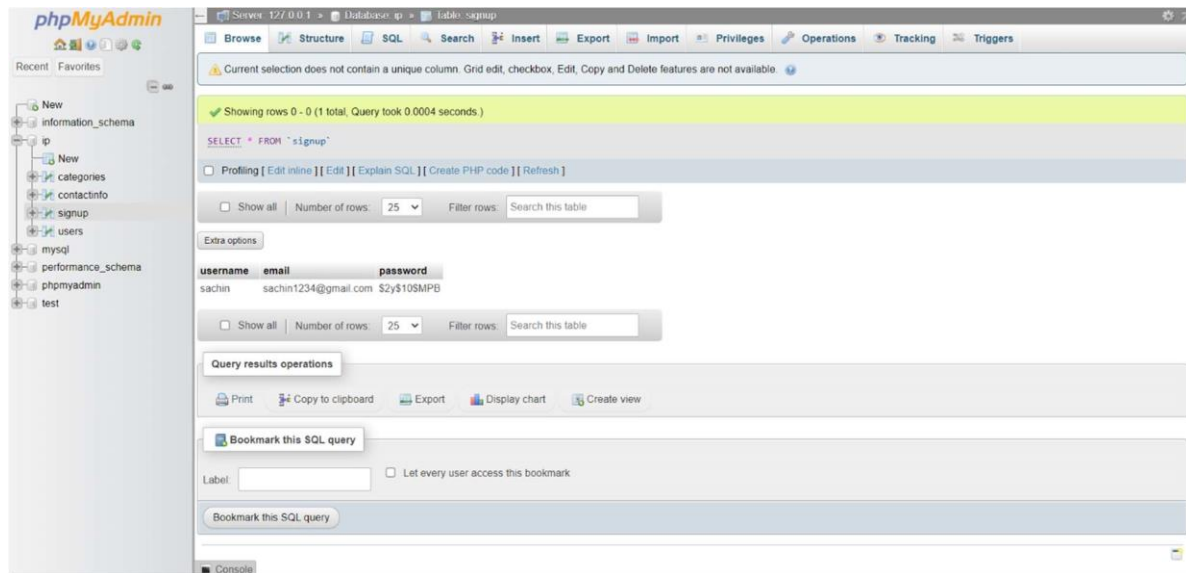 phpMyAdmin
Server: 127.0.0.1 » Database: ip » Table: signup
Browse Structure SQL Search Insert Export Import Privileges Operations Tracking Triggers
Recent Favorites
Current selection does not contain a unique column. Grid edit, checkbox, Edit, Copy and Delete features are not available.
New
information_schema
ip
New
categories
contactinfo
signup
users
mysql
performance_schema
phpmyadmin
test
Showing rows 0 - 0 (1 total, Query took 0.0004 seconds.)
SELECT * FROM `signup`
Profiling [ Edit inline ] [ Edit ] [ Explain SQL ] [ Create PHP code ] [ Refresh ]
Show all | Number of rows: 25 Filter rows: Search this table
Extra options
username email password
sachin sachin1234@gmail.com $2y$10$MPB
Show all | Number of rows: 25 Filter rows: Search this table
Query results operations
Print Copy to clipboard Export Display chart Create view
Bookmark this SQL query
Label: Let every user access this bookmark
Bookmark this SQL query
Console